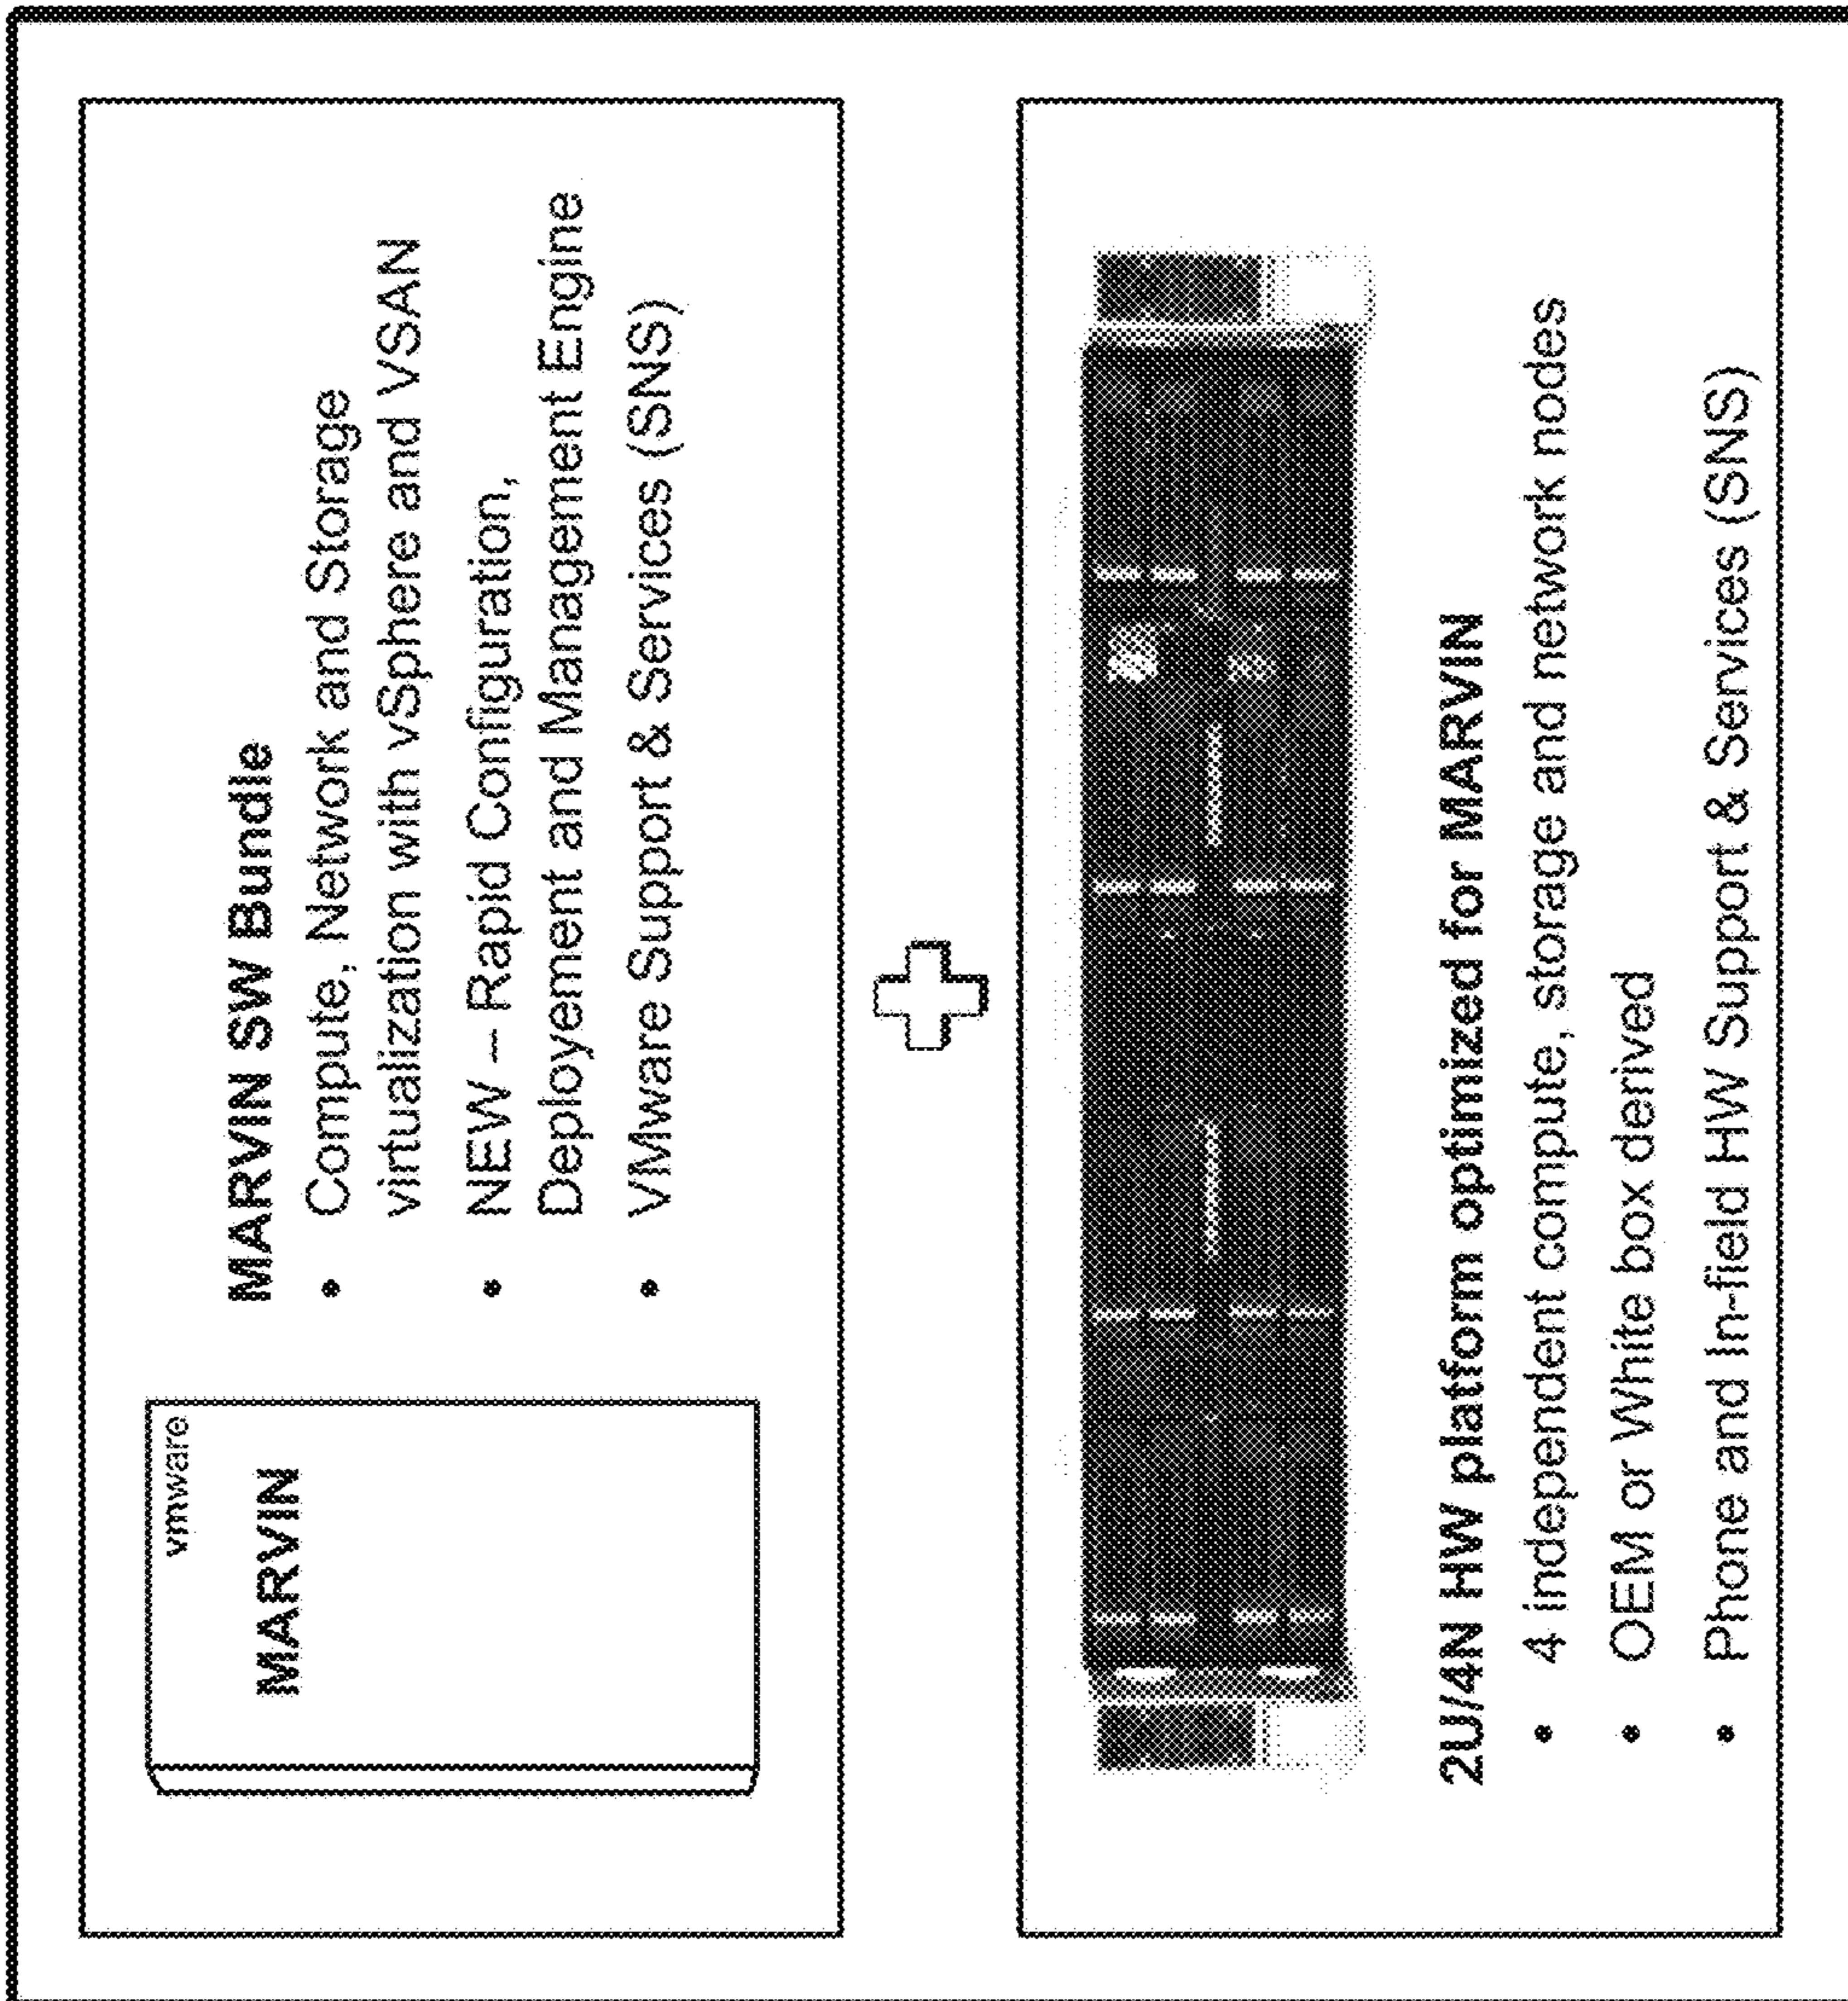 vmware
MARVIN
MARVIN SW Bundle
• Compute, Network and Storage
virtualization with vSphere and VSAN
• NEW – Rapid Configuration,
Deployement and Management Engine
• VMware Support & Services (SNS)
2U/4N HW platform optimized for MARVIN
• 4 independent compute, storage and network nodes
• OEM or White box derived
• Phone and In-field HW Support & Services (SNS)